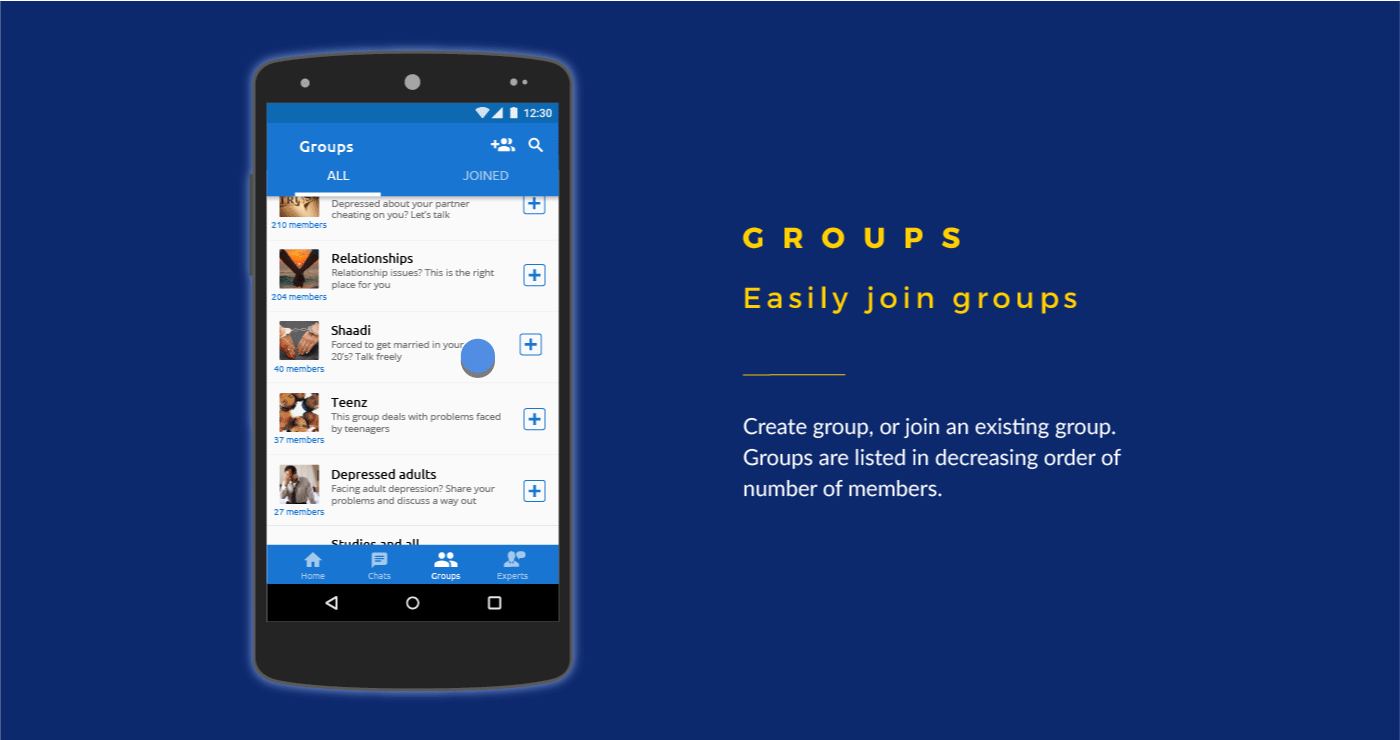 12:30
Groups
ALL
JOINED
Depressed about your partner
cheating on you? Let's talk
210 members
Relationships
Relationship issues? This is the right
place for you
204 members
Shaadi
Forced to get married in your
20's? Talk freely
40 members
Teenz
This group deals with problems faced
by teenagers
37 members
Depressed adults
Facing adult depression? Share your
problems and discuss a way out
27 members
Studies and all
Home
Chats
Groups
Experts
GROUPS
Easily join groups
Create group, or join an existing group.
Groups are listed in decreasing order of
number of members.